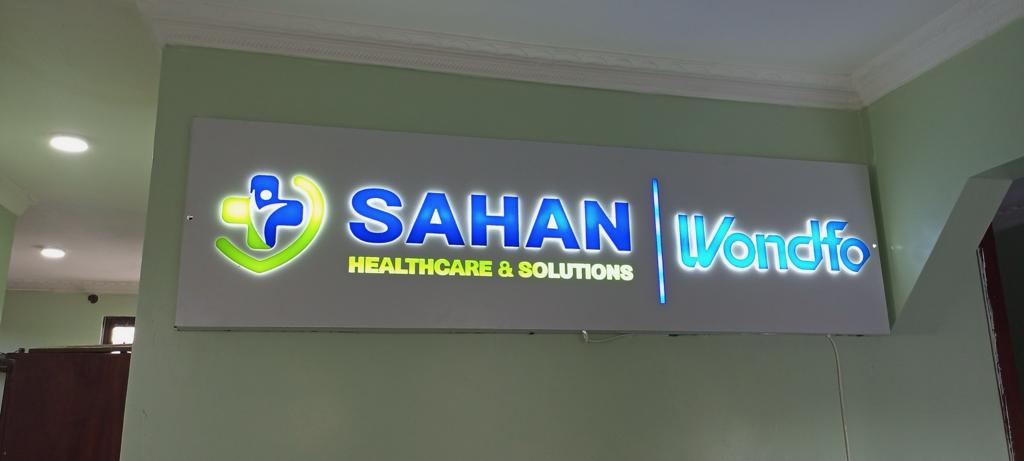 SAHAN
HEALTHCARE & SOLUTIONS
Wondfo